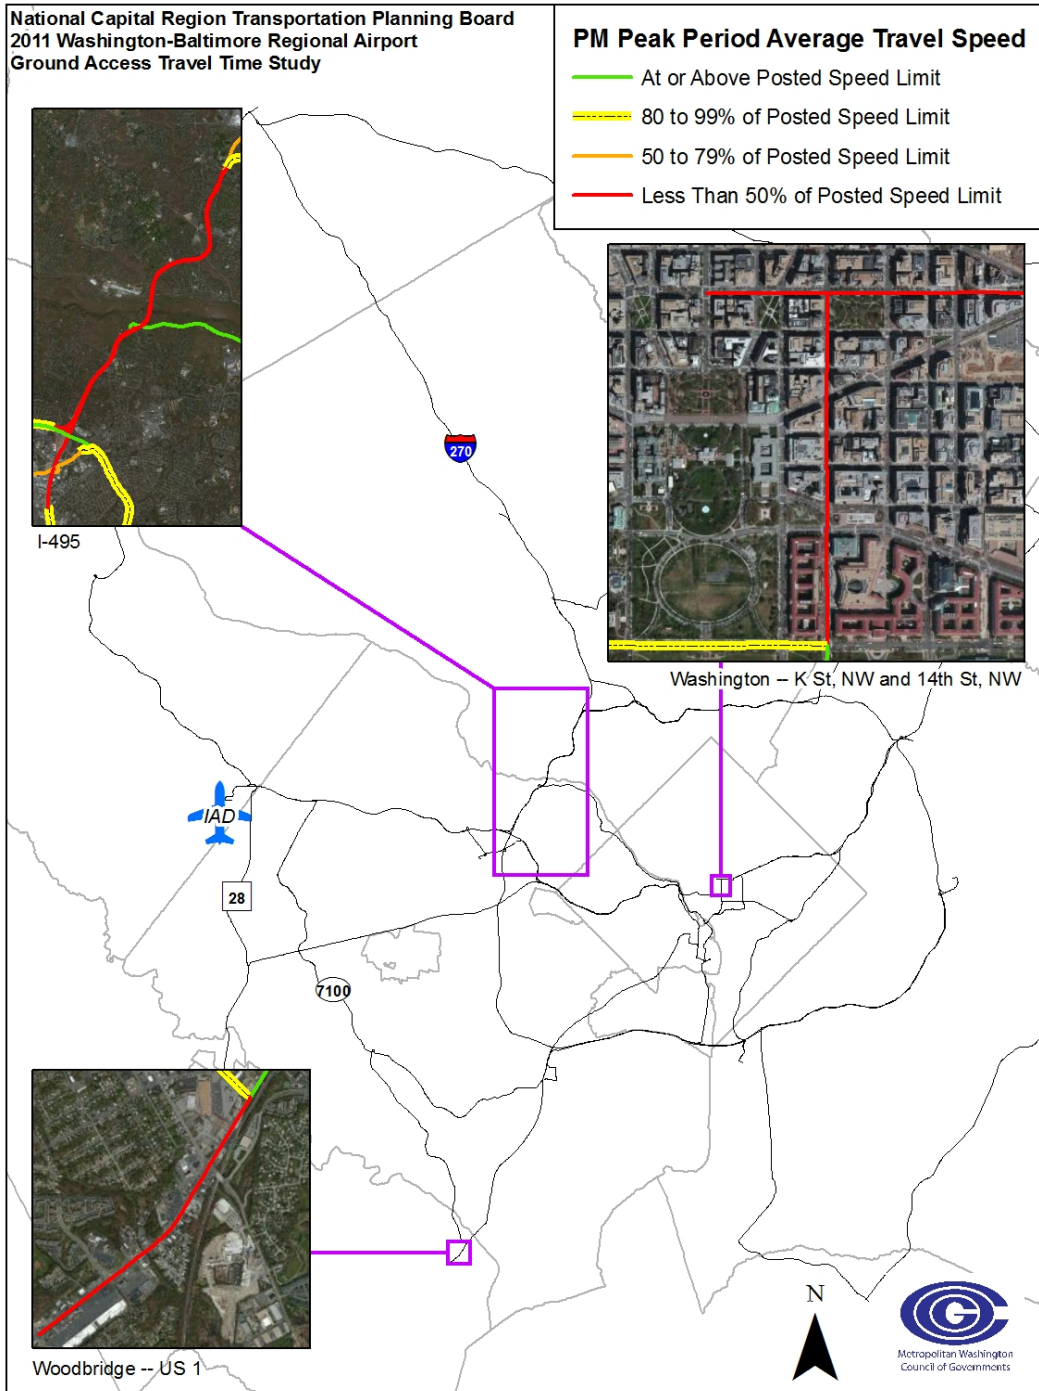 National Capital Region Transportation Planning Board
2011 Washington-Baltimore Regional Airport
Ground Access Travel Time Study
PM Peak Period Average Travel Speed
At or Above Posted Speed Limit
80 to 99% of Posted Speed Limit
50 to 79% of Posted Speed Limit
Less Than 50% of Posted Speed Limit
270
I-495
Washington -- K St, NW and 14th St, NW
IAD
28
7100
Woodbridge -- US 1
N
COG
Metropolitan Washington
Council of Governments